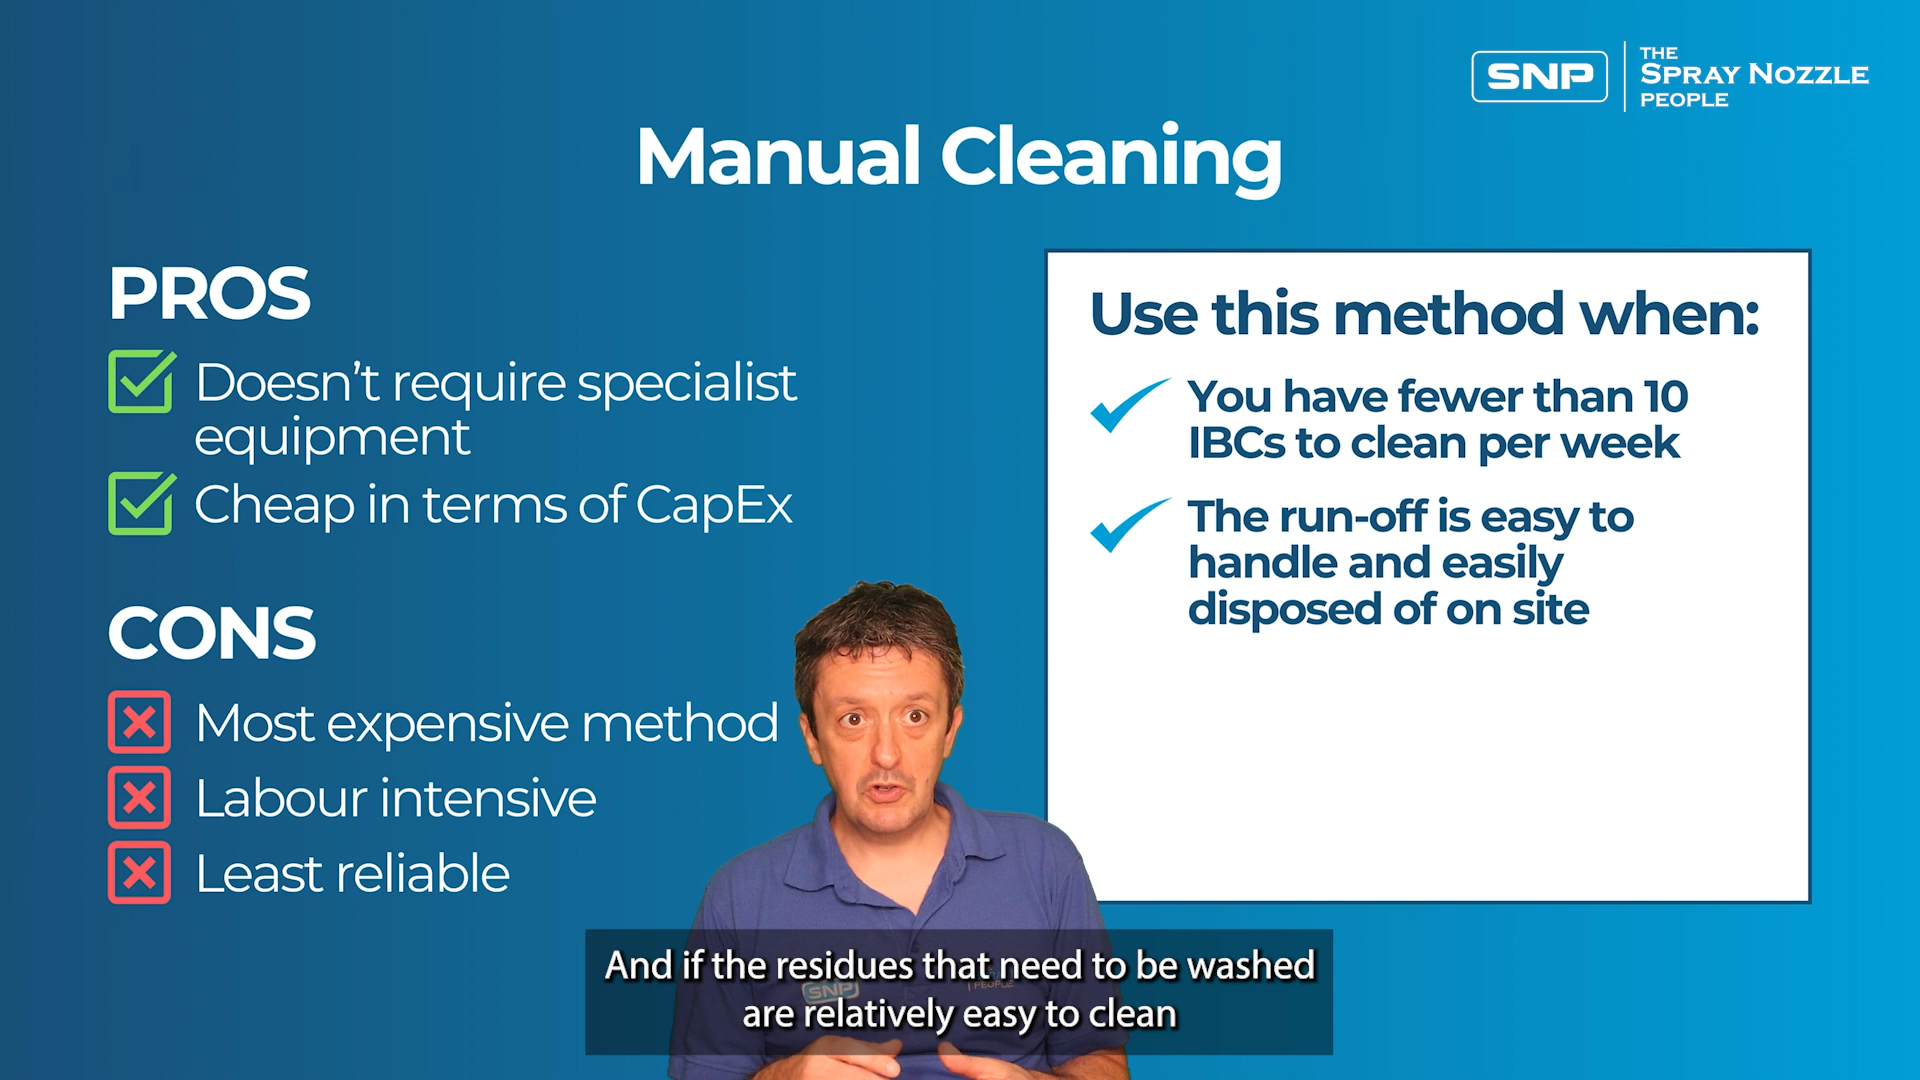 SNP
THE
SPRAY NOZZLE
PEOPLE
Manual Cleaning
PROS
Doesn't require specialist
equipment
Cheap in terms of CapEx
CONS
Most expensive method
Labour intensive
Least reliable
Use this method when:
You have fewer than 10
IBCs to clean per week
The run-off is easy to
handle and easily
disposed of on site
And if the residues that need to be washed
are relatively easy to clean
SNP
PEOPLE